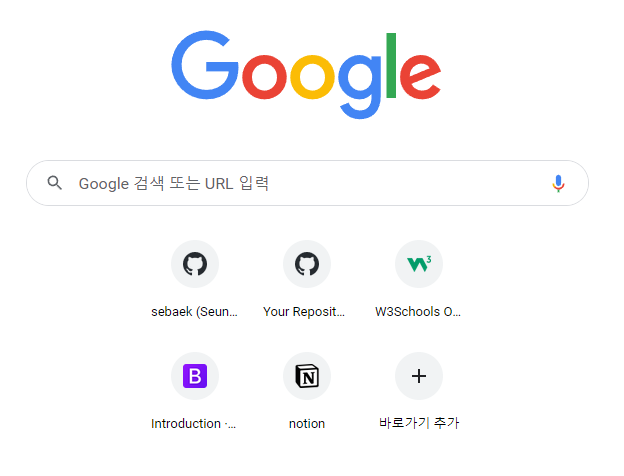 Google
Google 검색 또는 URL 입력
sebaek (Seun... Your Reposit... W3Schools O...
Introduction ·... notion 바로가기 추가